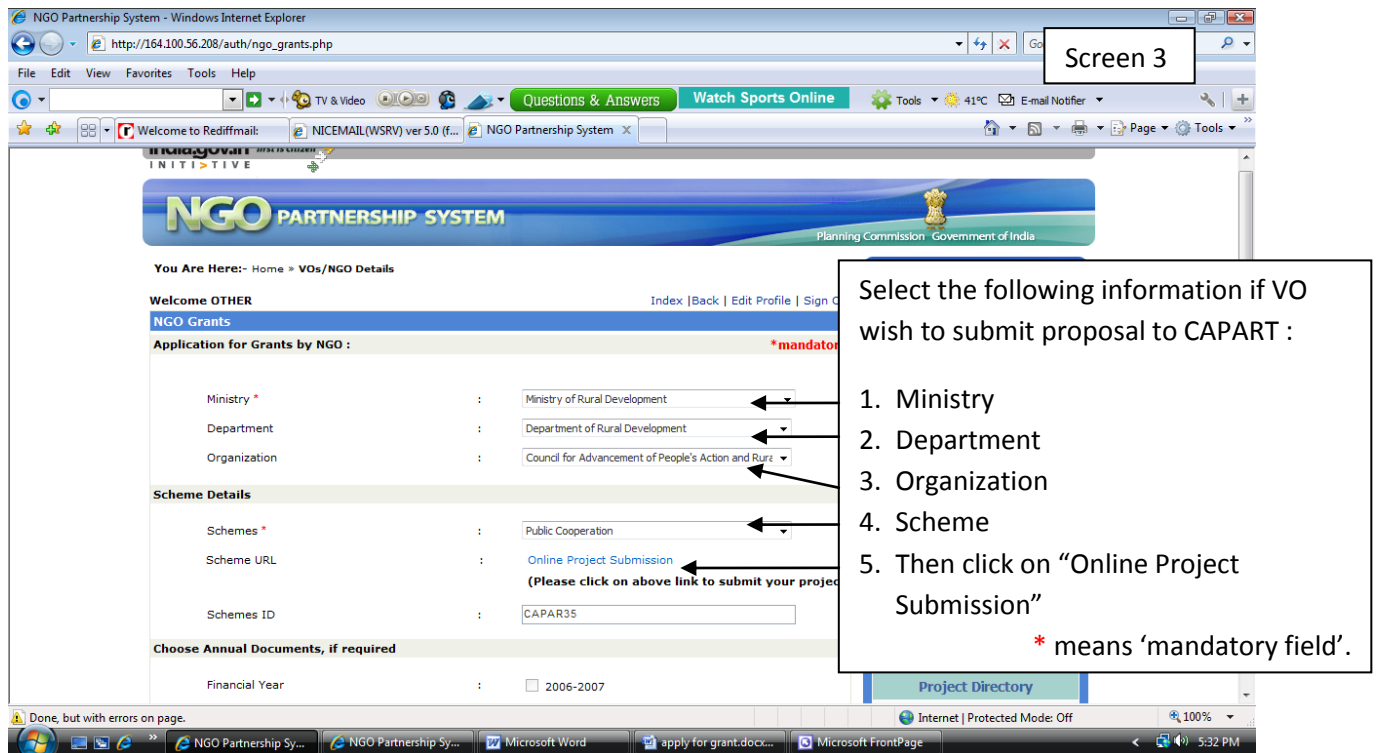 NGO Partnership System - Windows Internet Explorer
http://164.100.56.208/auth/ngo_grants.php
Screen 3
File Edit View Favorites Tools Help
TV & Video Questions & Answers Watch Sports Online Tools 41°C E-mail Notifier
Welcome to Rediffmail: NICEMAIL(WSRV) ver 5.0 (f... NGO Partnership System X Page Tools
india.gov.in
INITI>TIVE
NGO PARTNERSHIP SYSTEM
Planning Commission Government of India
You Are Here:- Home » VOs/NGO Details
Welcome OTHER Index |Back | Edit Profile | Sign O
NGO Grants
Application for Grants by NGO : *mandator
Ministry * : Ministry of Rural Development
Department : Department of Rural Development
Organization : Council for Advancement of People's Action and Rura
Scheme Details
Schemes * : Public Cooperation
Scheme URL : Online Project Submission
(Please click on above link to submit your projec
Schemes ID : CAPAR35
Choose Annual Documents, if required
Financial Year : 2006-2007
Project Directory
Select the following information if VO
wish to submit proposal to CAPART :
1. Ministry
2. Department
3. Organization
4. Scheme
5. Then click on “Online Project
Submission”
* means ‘mandatory field’.
Done, but with errors on page. Internet | Protected Mode: Off 100%
NGO Partnership Sy... NGO Partnership Sy... Microsoft Word apply for grant.docx... Microsoft FrontPage 5:32 PM